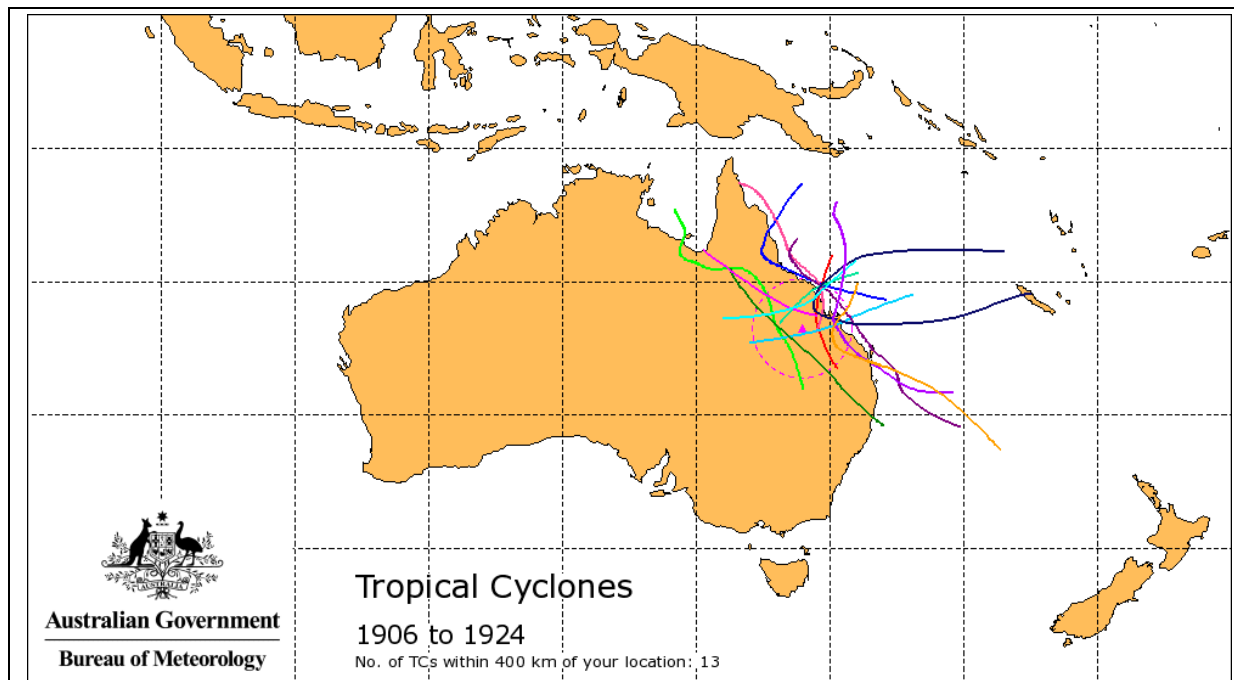 Tropical Cyclones
1906 to 1924
No. of TCs within 400 km of your location: 13
AUSTRALIA
Australian Government
Bureau of Meteorology